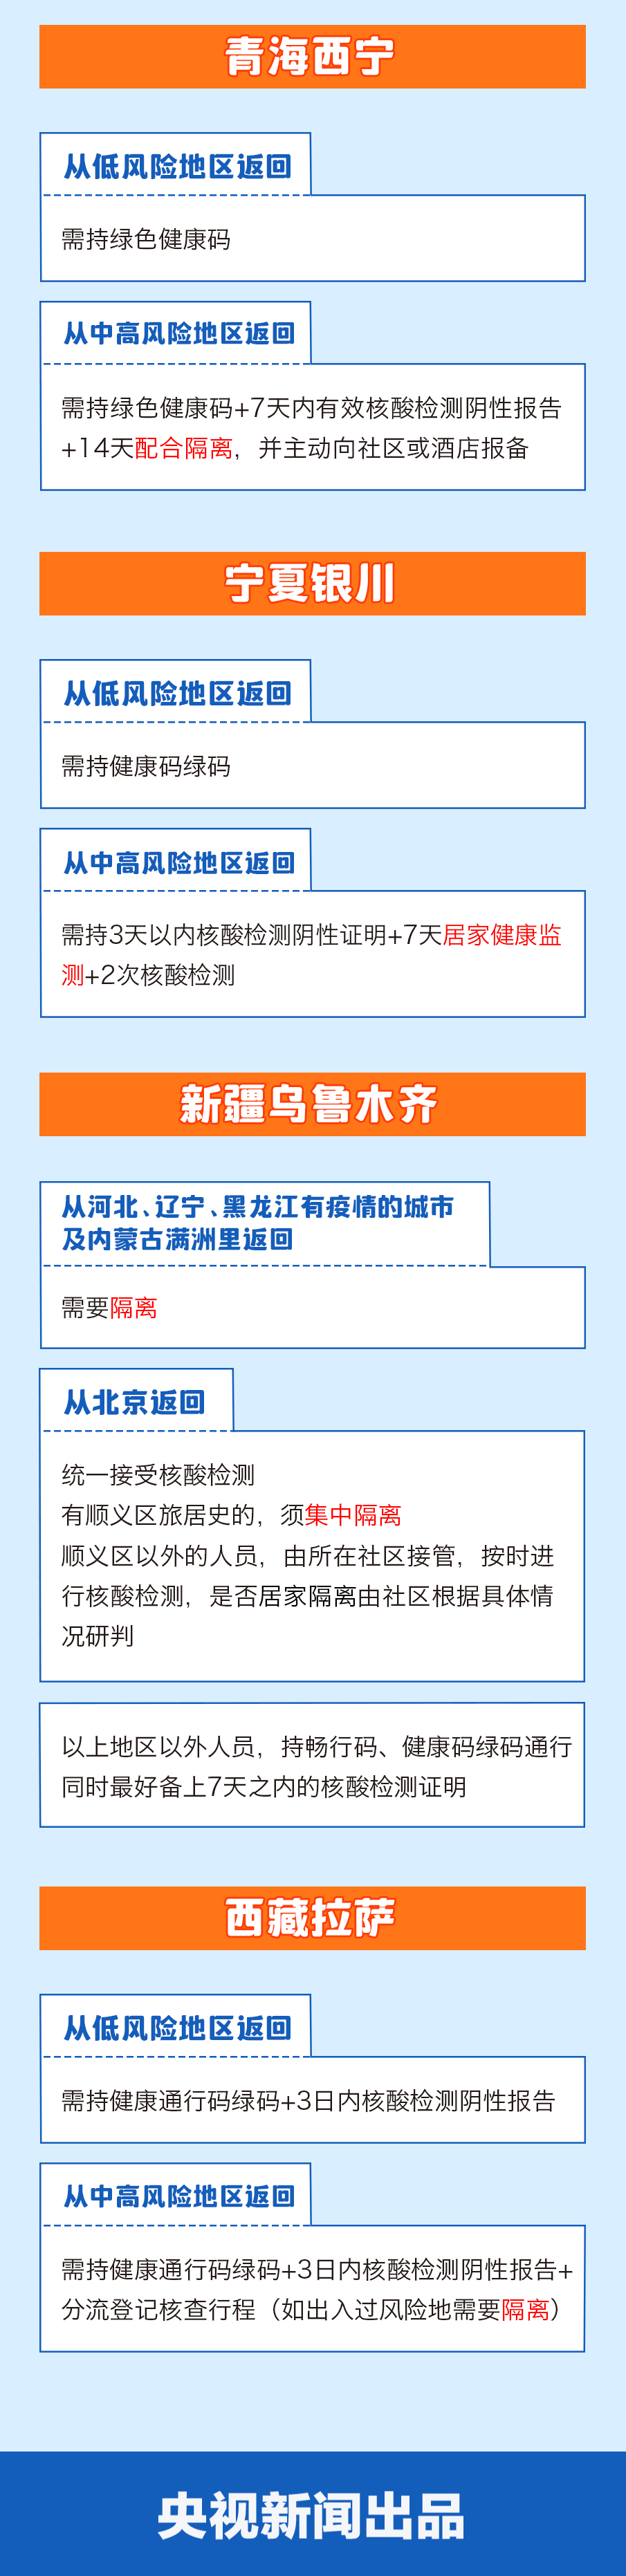 青海西宁
从低风险地区返回
需持绿色健康码
从中高风险地区返回
需持绿色健康码+7天内有效核酸检测阴性报告
+14天配合隔离，并主动向社区或酒店报备
宁夏银川
从低风险地区返回
需持健康码绿码
从中高风险地区返回
需持3天以内核酸检测阴性证明+7天居家健康监
测+2次核酸检测
新疆乌鲁木齐
从河北、辽宁、黑龙江有疫情的城市
及内蒙古满洲里返回
需要隔离
从北京返回
统一接受核酸检测
有顺义区旅居史的，须集中隔离
顺义区以外的人员，由所在社区接管，按时进
行核酸检测，是否居家隔离由社区根据具体情
况研判
以上地区以外人员，持畅行码、健康码绿码通行
同时最好备上7天之内的核酸检测证明
西藏拉萨
从低风险地区返回
需持健康通行码绿码+3日内核酸检测阴性报告
从中高风险地区返回
需持健康通行码绿码+3日内核酸检测阴性报告+
分流登记核查行程（如出入过风险地需要隔离）
央视新闻出品